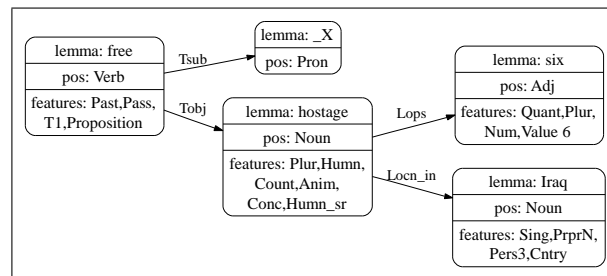 lemma: free
pos: Verb
features: Past,Pass,
T1,Proposition
Tsub
Tobj
lemma: _X
pos: Pron
lemma: hostage
pos: Noun
features: Plur,Humn,
Count,Anim,
Conc,Humn_sr
Lops
Locn_in
lemma: six
pos: Adj
features: Quant,Plur,
Num,Value 6
lemma: Iraq
pos: Noun
features: Sing,PrprN,
Pers3,Cntry